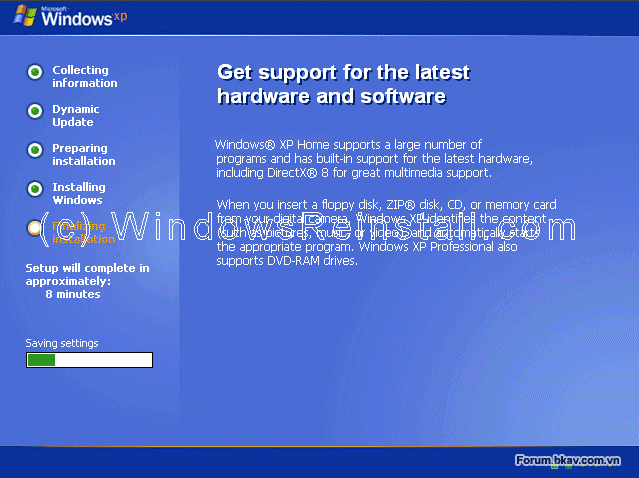 Microsoft
Windows xp
Collecting
information
Dynamic
Update
Preparing
installation
Installing
Windows
Finalizing
installation
Setup will complete in
approximately:
8 minutes
Saving settings
Get support for the latest
hardware and software
Windows® XP Home supports a large number of
programs and has built-in support for the latest hardware,
including DirectX® 8 for great multimedia support.
When you insert a floppy disk, ZIP® disk, CD, or memory card
from your digital camera, Windows XP identifies the content
(such as pictures, music, or video), and automatically starts
the appropriate program. Windows XP Professional also
supports DVD-RAM drives.
(c) WindowsReinstall.com
Forum.bkav.com.vn